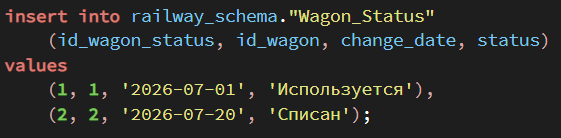 insert into railway_schema."Wagon_Status"
(id_wagon_status, id_wagon, change_date, status)
values
(1, 1, '2026-07-01', 'Используется'),
(2, 2, '2026-07-20', 'Списан');